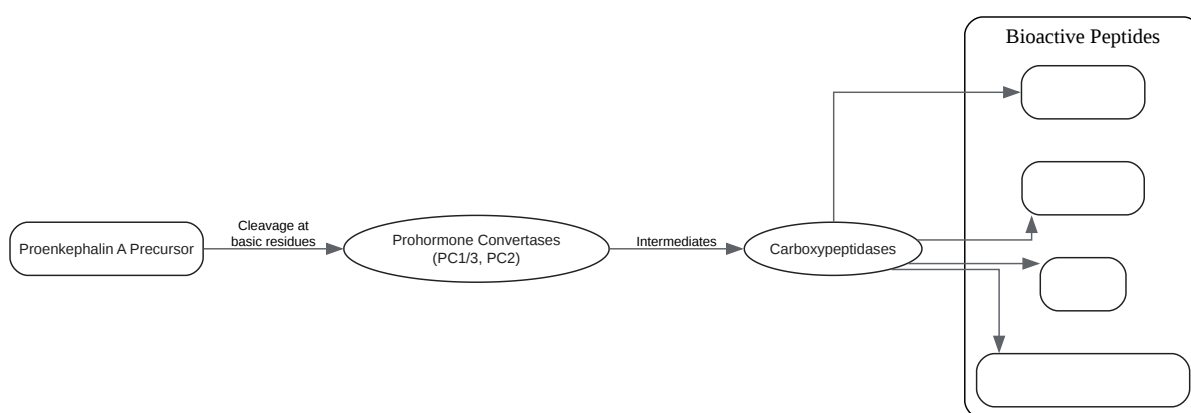 Bioactive Peptides
Proenkephalin A Precursor
Cleavage at
basic residues
Prohormone Convertases
(PC1/3, PC2)
Intermediates
Carboxypeptidases